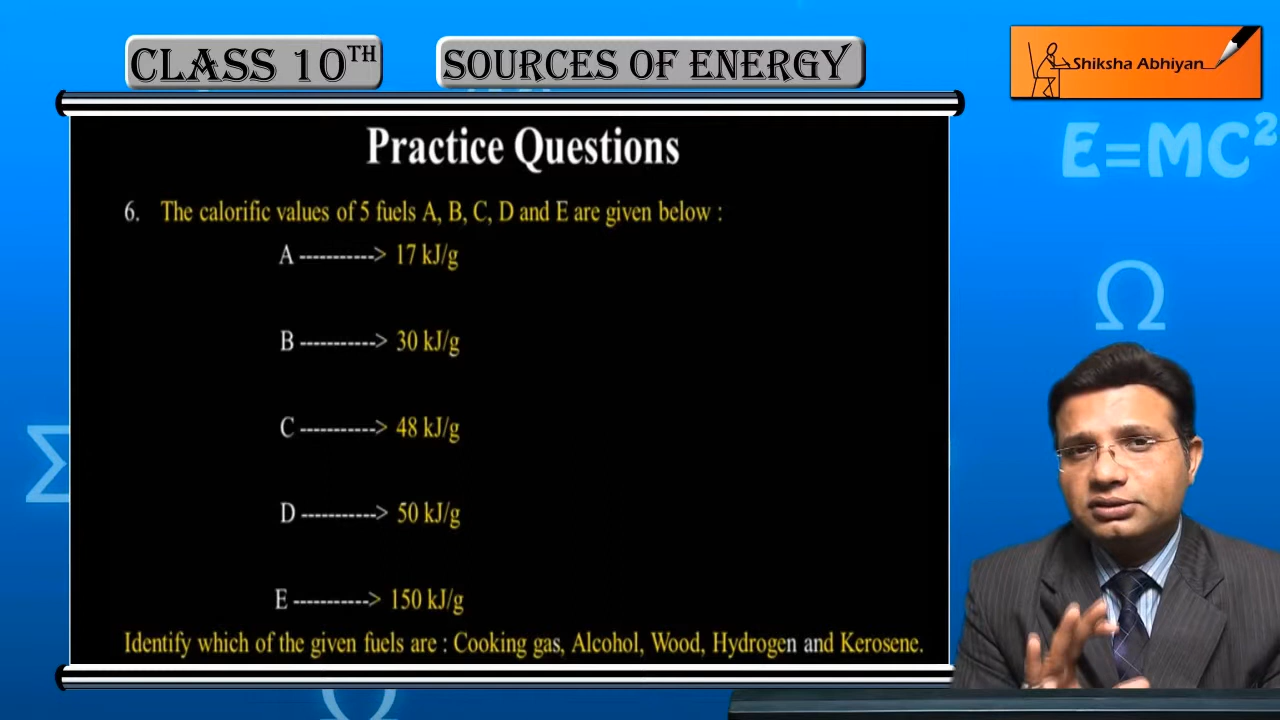 CLASS 10TH
SOURCES OF ENERGY
Shiksha Abhiyan
E=MC²
Practice Questions
6. The calorific values of 5 fuels A, B, C, D and E are given below :
A -----------> 17 kJ/g
B -----------> 30 kJ/g
C -----------> 48 kJ/g
D -----------> 50 kJ/g
E -----------> 150 kJ/g
Identify which of the given fuels are : Cooking gas, Alcohol, Wood, Hydrogen and Kerosene.
Ω
Σ
Ω